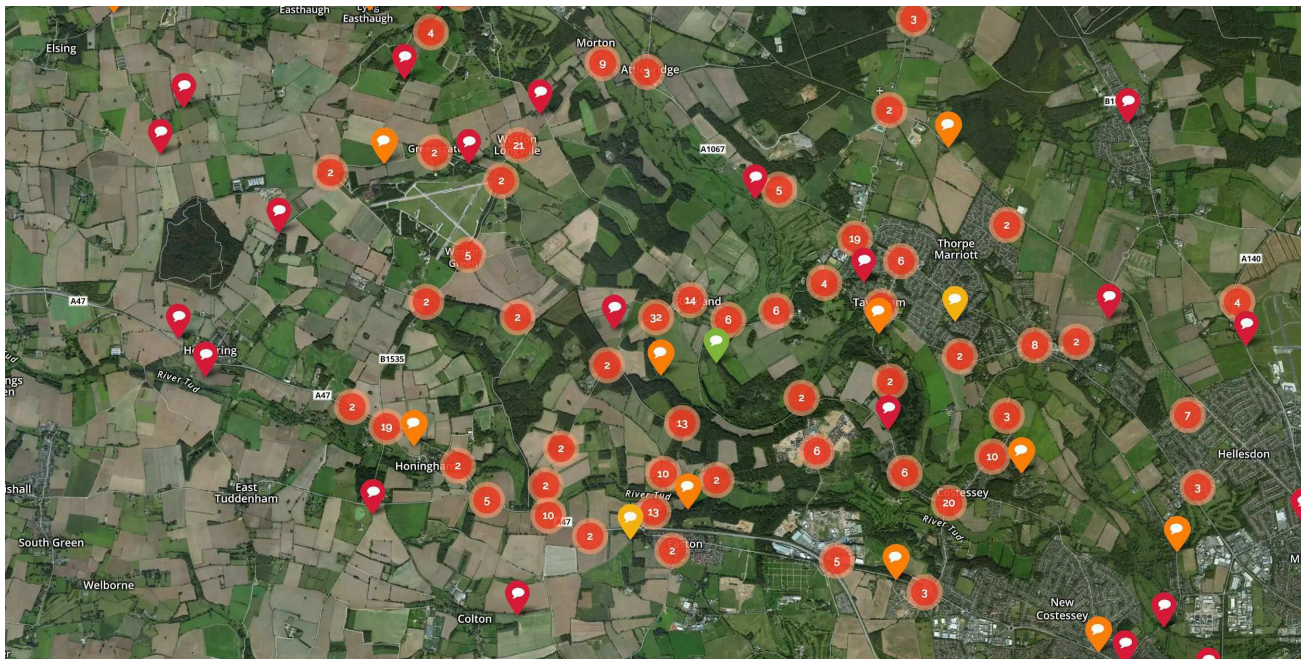 Easthaugh
Easthaugh
4
3
Elsing
Morton
9
3
2
B1
21
A1067
2
2
2
5
2
19
Thorpe
Marriott
6
5
A140
4
A47
2
14
6
6
4
32
2
8
2
B1535
2
River Tud
2
2
2
A47
2
19
13
3
7
2
6
10
Hellesdon
Honingham
2
10
2
6
3
East
Tuddenham
5
2
River Tud
20
10
A47
13
River Tud
South Green
2
2
5
Welborne
3
New
Costessey
Colton